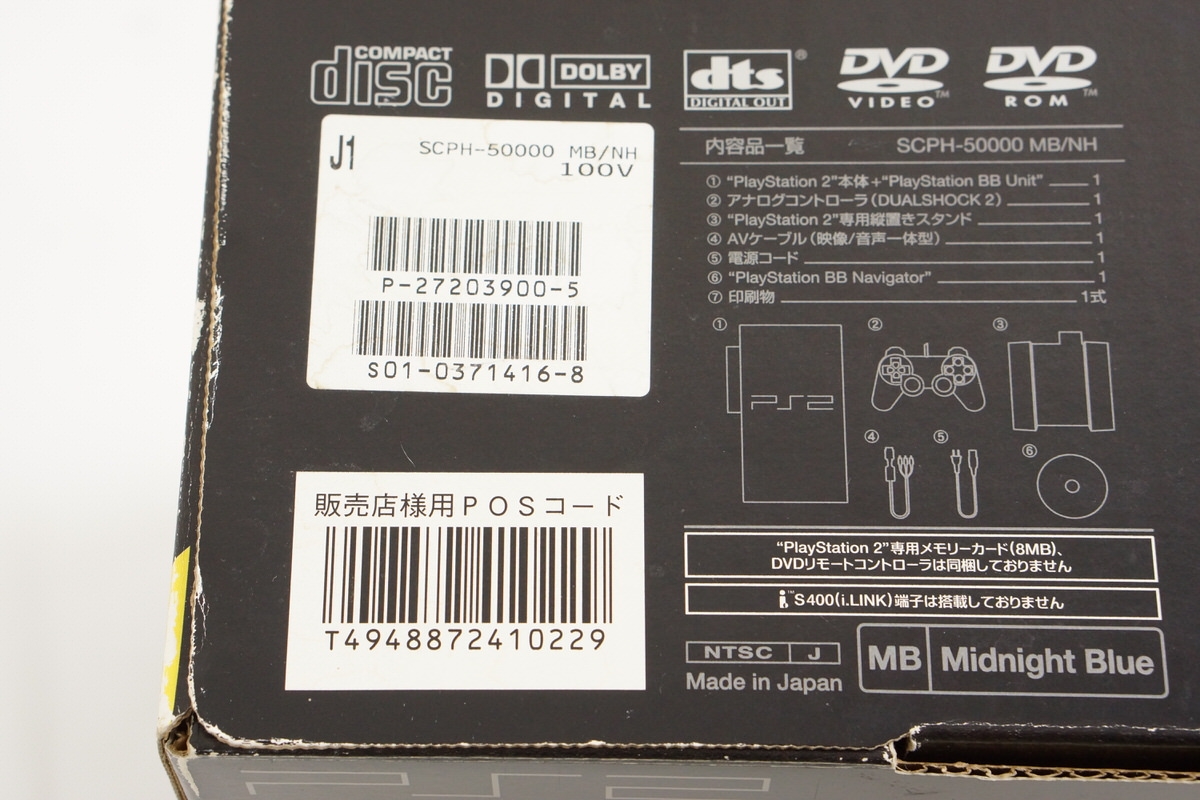 COMPACT
disc
DOLBY
DIGITAL
dts®
DIGITAL OUT
DVD
VIDEO™
DVD
ROM™
J1
SCPH-50000 MB/NH
100V
P-27203900-5
S01-0371416-8
販売店様用POSコード
T4948872410229
内容品一覧 SCPH-50000 MB/NH
① “PlayStation 2”本体+“PlayStation BB Unit” 1
② アナログコントローラ(DUALSHOCK 2) 1
③ “PlayStation 2”専用縦置きスタンド 1
④ AVケーブル(映像/音声一体型) 1
⑤ 電源コード 1
⑥ “PlayStation BB Navigator” 1
⑦ 印刷物 1式
① ② ③
PS2
④ ⑤ ⑥
“PlayStation 2”専用メモリーカード(8MB)、
DVDリモートコントローラは同梱しておりません
i.™ S400(i.LINK)端子は搭載しておりません
NTSC J
Made in Japan
MB Midnight Blue
PS2